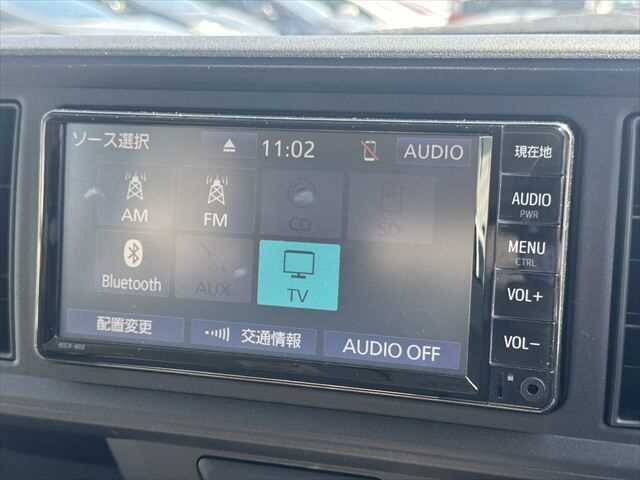 ソース選択 11:02 AUDIO
現在地
AM FM CD SD
AUDIO
PWR
MENU
CTRL
Bluetooth AUX TV
VOL+
VOL-
配置変更 交通情報 AUDIO OFF